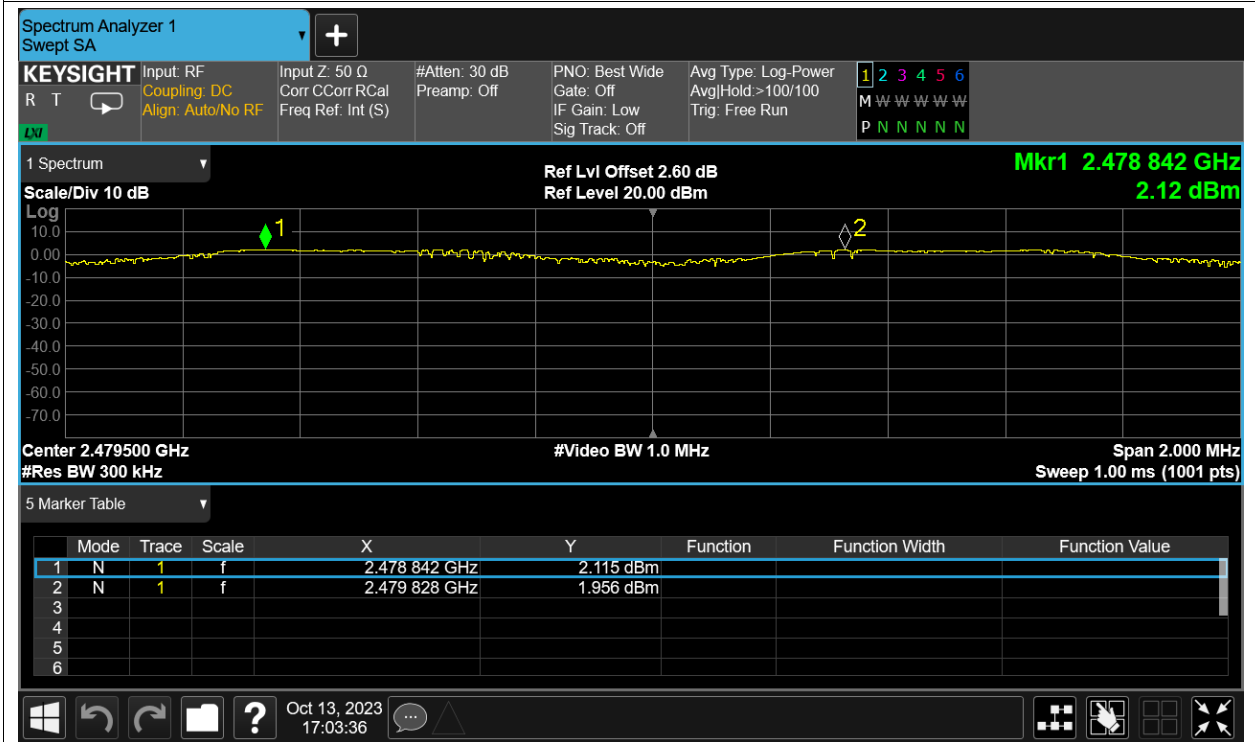 Spectrum Analyzer 1
Swept SA
+
KEYSIGHT
R T
LXI
Input: RF
Coupling: DC
Align: Auto/No RF
Input Z: 50 Ω
Corr CCorr RCal
Freq Ref: Int (S)
#Atten: 30 dB
Preamp: Off
PNO: Best Wide
Gate: Off
IF Gain: Low
Sig Track: Off
Avg Type: Log-Power
Avg|Hold:>100/100
Trig: Free Run
1 2 3 4 5 6
M W W W W W
P N N N N N
1 Spectrum
Scale/Div 10 dB
Ref Lvl Offset 2.60 dB
Ref Level 20.00 dBm
Mkr1 2.478 842 GHz
2.12 dBm
Log
10.0
0.00
-10.0
-20.0
-30.0
-40.0
-50.0
-60.0
-70.0
1
2
Center 2.479500 GHz
#Video BW 1.0 MHz
Span 2.000 MHz
#Res BW 300 kHz
Sweep 1.00 ms (1001 pts)
5 Marker Table
Mode Trace Scale X Y Function Function Width Function Value
1 N 1 f 2.478 842 GHz 2.115 dBm
2 N 1 f 2.479 828 GHz 1.956 dBm
3
4
5
6
?
Oct 13, 2023
17:03:36